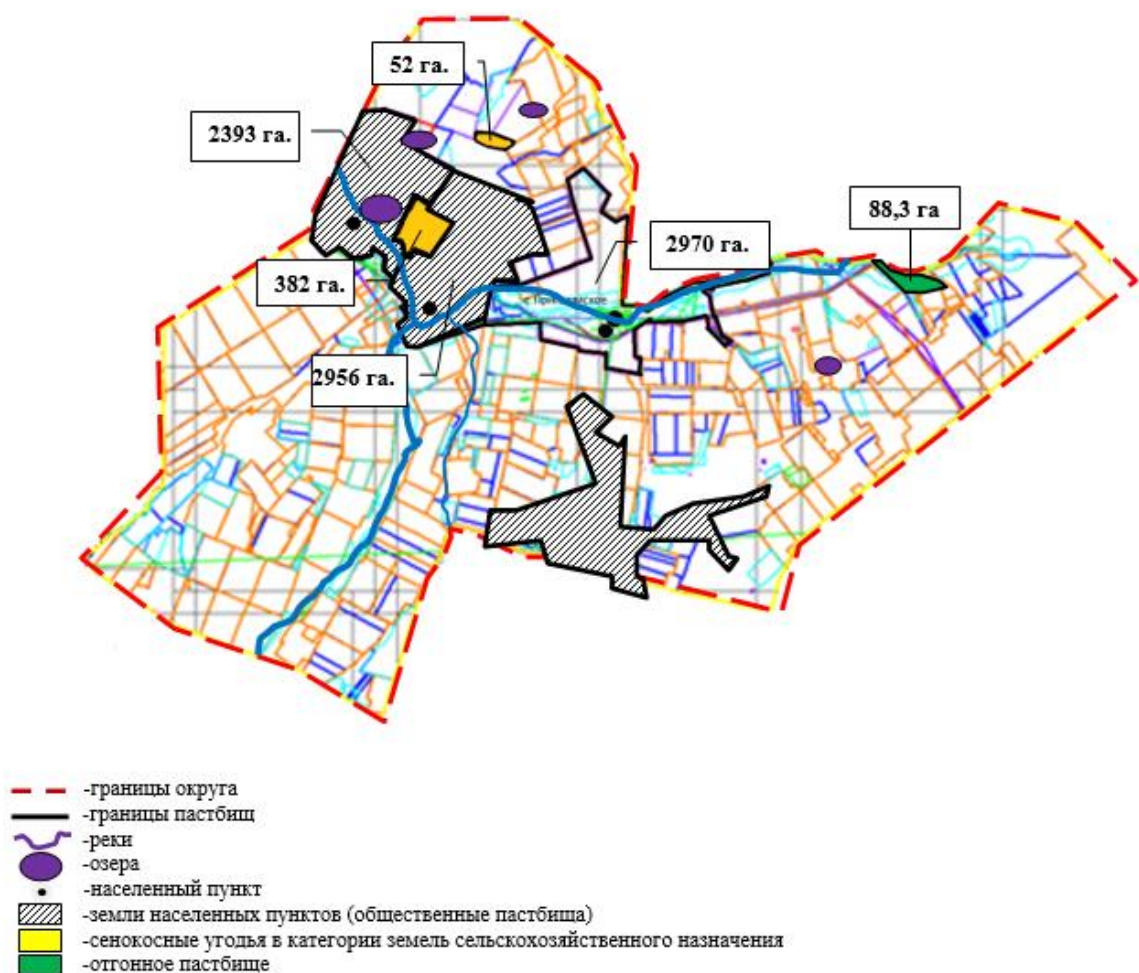 52 га.
2393 га.
88,3 га
2970 га.
382 га.
2956 га.
-границы округа
-границы пастбищ
-реки
-озера
-населенный пункт
-земли населенных пунктов (общественные пастбища)
-сенокосные угодья в категории земель сельскохозяйственного назначения
-отгонное пастбище